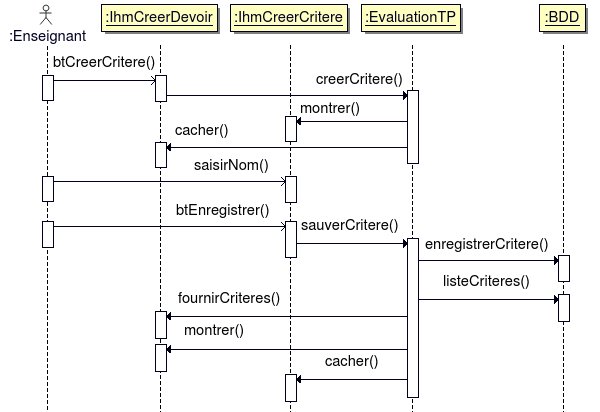 :Enseignant
:IhmCreerDevoir
:IhmCreerCritere
:EvaluationTP
:BDD
btCreerCritere()
creerCritere()
montrer()
cacher()
saisirNom()
btEnregistrer()
sauverCritere()
enregistrerCritere()
listeCriteres()
fournirCriteres()
montrer()
cacher()